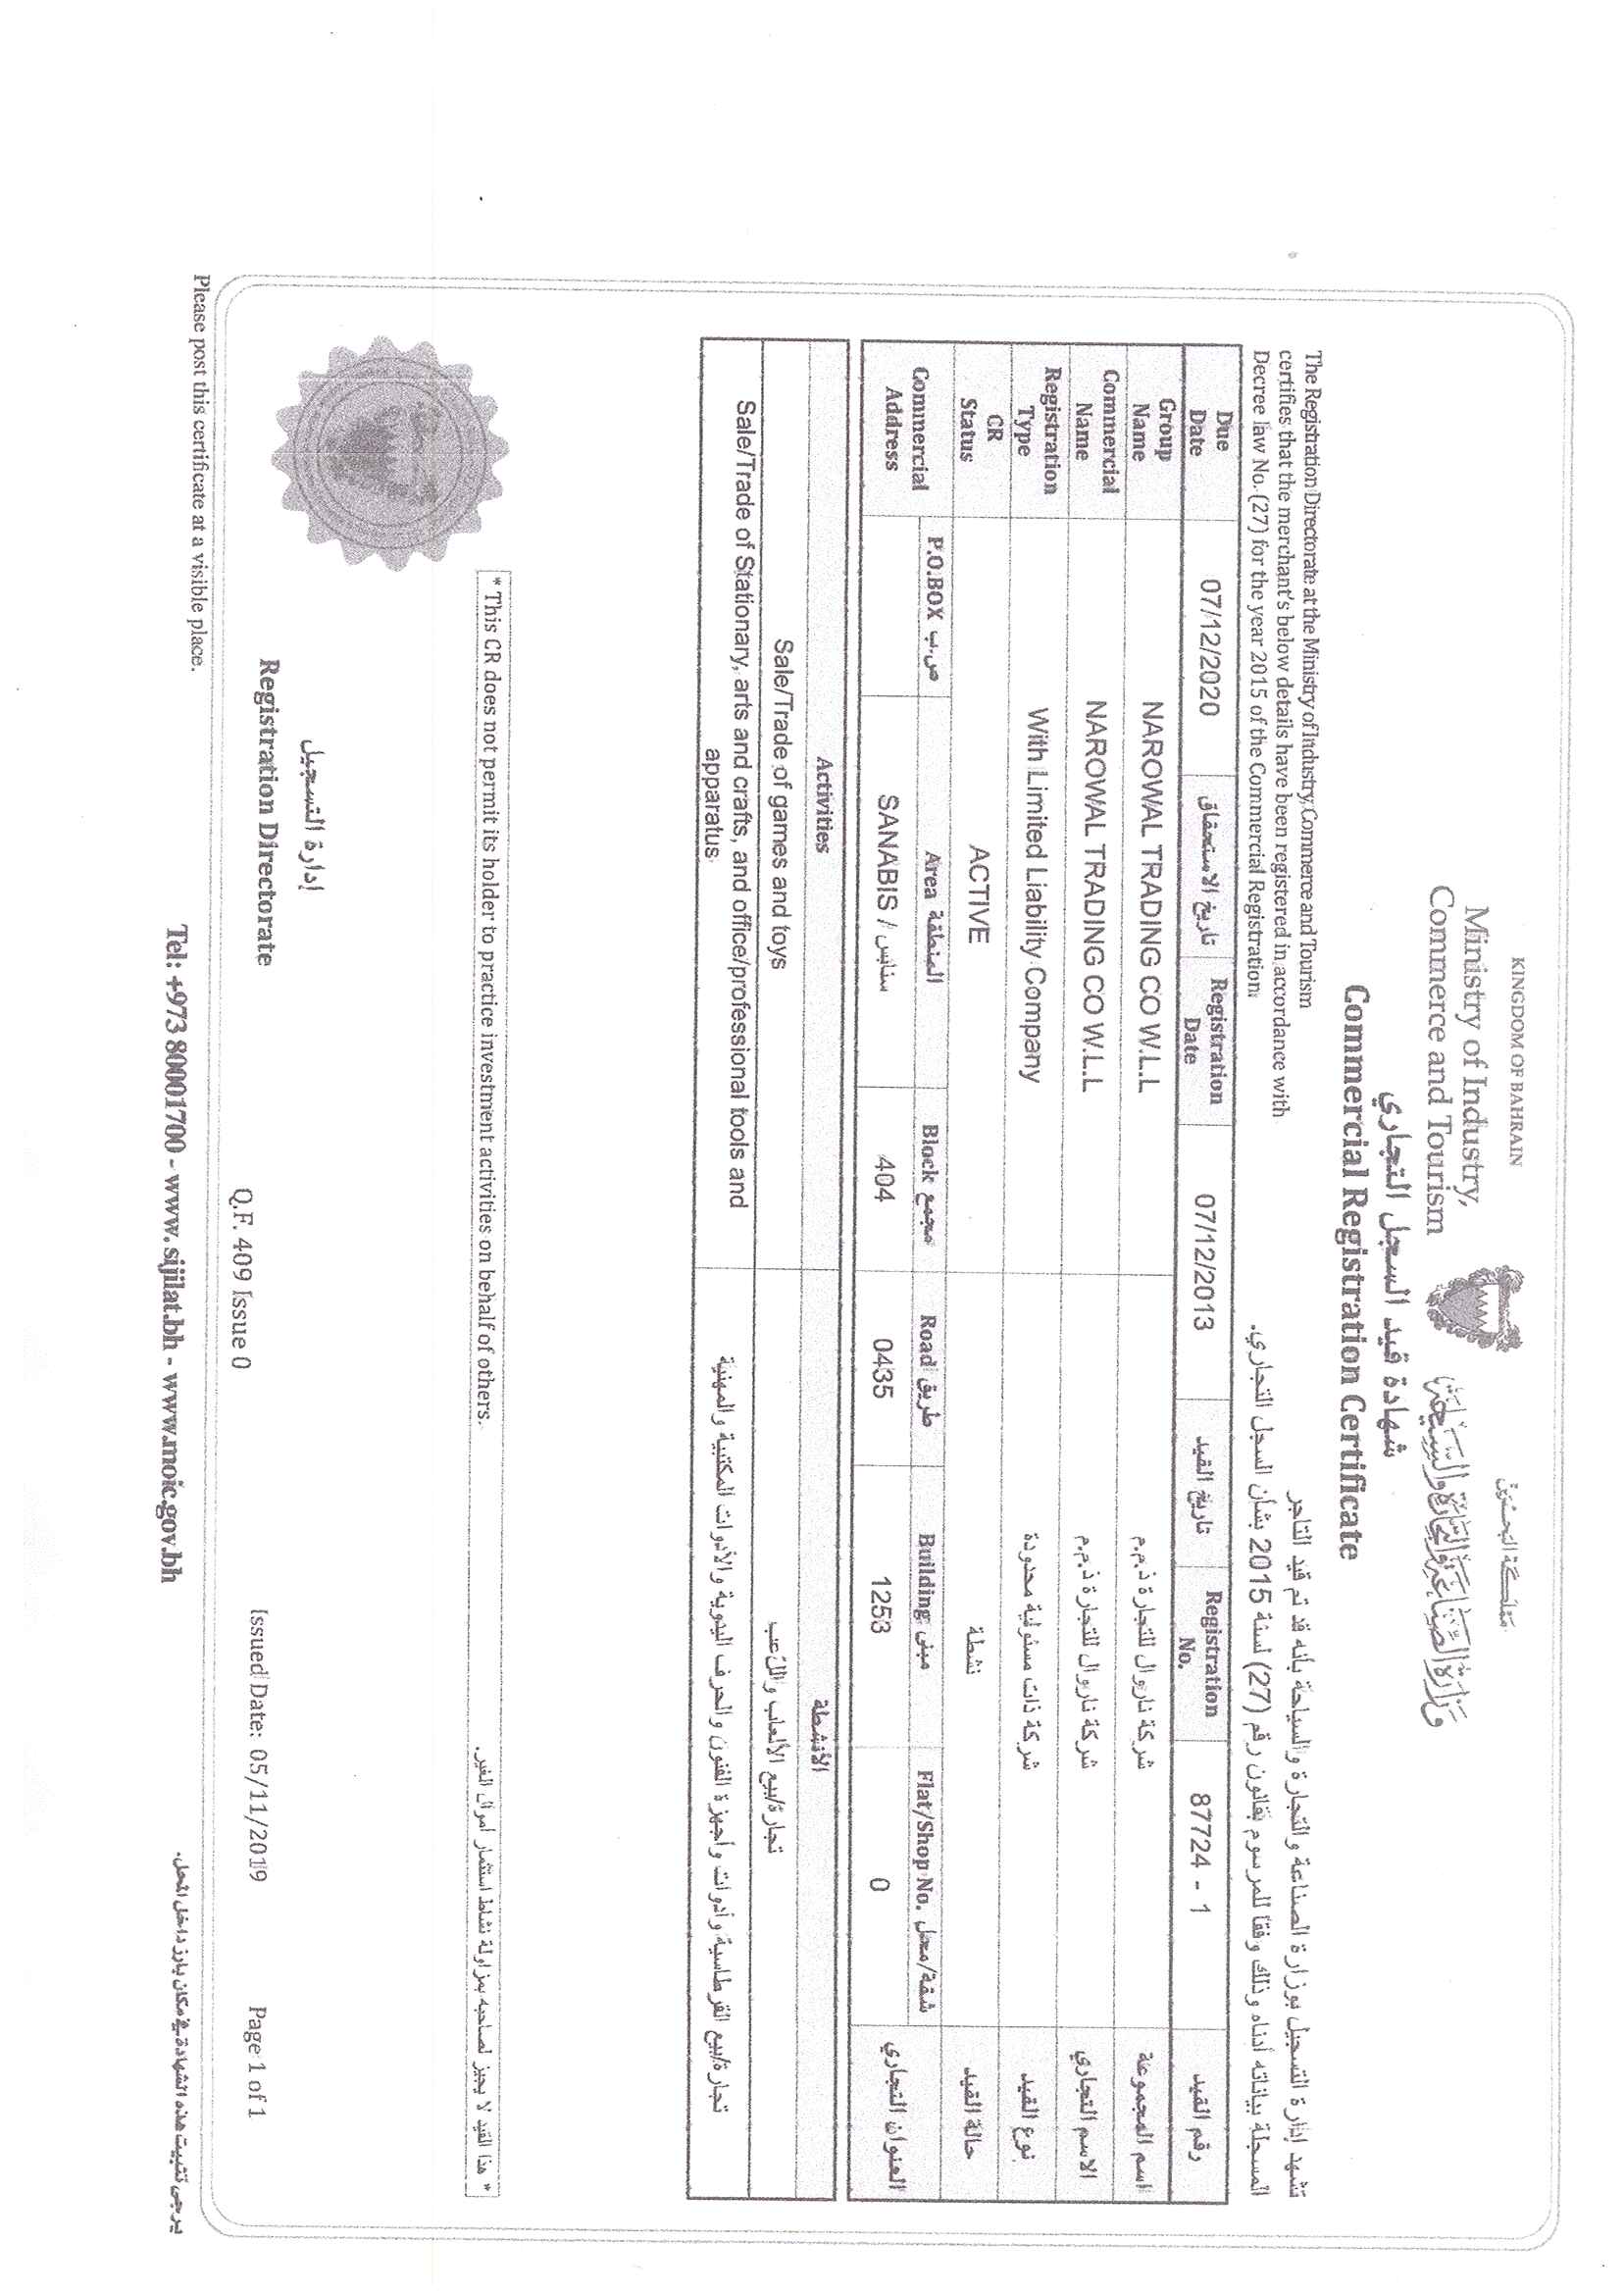 KINGDOM OF BAHRAIN
Ministry of Industry,
Commerce and Tourism
مملكة البحرين
وزارة الصناعة والتجارة والسياحة
شهادة قيد السجل التجاري
Commercial Registration Certificate
The Registration Directorate at the Ministry of Industry, Commerce and Tourism
certifies that the merchant's below details have been registered in accordance with
Decree law No. (27) for the year 2015 of the Commercial Registration.
تشهد إدارة التسجيل بوزارة الصناعة والتجارة والسياحة بأنه قد تم قيد التاجر
المسجلة بياناته أدناه وذلك وفقا للمرسوم بقانون رقم (27) لسنة 2015 بشأن السجل التجاري.
Due Date 07/12/2020 تاريخ الاستحقاق Registration Date 07/12/2013 تاريخ القيد Registration No. 87724 - 1 رقم القيد
Group Name NAROWAL TRADING CO W.L.L شركة ناروال للتجارة ذ.م.م اسم المجموعة
Commercial Name NAROWAL TRADING CO W.L.L شركة ناروال للتجارة ذ.م.م الاسم التجاري
Registration Type With Limited Liability Company شركة ذات مسئولية محدودة نوع القيد
CR Status ACTIVE نشطة حالة القيد
Commercial Address P.O.BOX ص.ب Area المنطقة Block مجمع Road طريق Building مبنى Flat/Shop No. شقة/محل العنوان التجاري
SANABIS / سنابس 404 0435 1253 0
Activities الأنشطة
Sale/Trade of games and toys تجارة/بيع الألعاب واللّعب
Sale/Trade of Stationary, arts and crafts, and office/professional tools and apparatus تجارة/بيع القرطاسية وأدوات وأجهزة الفنون والحرف اليدوية والأدوات المكتبية والمهنية
* This CR does not permit its holder to practice investment activities on behalf of others.
* هذا القيد لا يجيز لصاحبه بمزاولة نشاط استثمار أموال الغير.
إدارة التسجيل
Registration Directorate
Q.F. 409 Issue 0
Issued Date: 05/11/2019
Page 1 of 1
Please post this certificate at a visible place.
Tel: +973 80001700 - www.sijilat.bh - www.moic.gov.bh
يرجى تثبيت هذه الشهادة في مكان بارز داخل المحل.